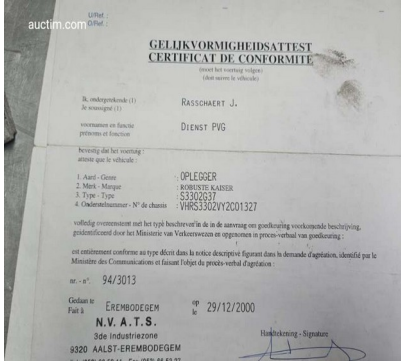 U/Ref. :
auctim.com
O/Ref. :
GELIJKVORMIGHEIDSATTEST
CERTIFICAT DE CONFORMITE
(moet het voertuig volgen)
(doit suivre le véhicule)
Ik, ondergetekende (1)
Je soussigné (1)
RASSCHAERT J.
voornamen en functie
prénoms et fonction
DIENST PVG
bevestig dat het voertuig :
atteste que le véhicule :
1. Aard - Genre : OPLEGGER
2. Merk - Marque : ROBUSTE KAISER
3. Type - Type : S3302G37
4. Onderstelnummer - N° de chassis : VHRS3302VY2C01327
volledig overeenstemt met het type beschreven in de in de aanvraag om goedkeuring voorkomende beschrijving,
geïdentificeerd door het Ministerie van Verkeerswezen en opgenomen in proces-verbaal van goedkeuring :
est entièrement conforme au type décrit dans la notice descriptive figurant dans la demande d'agréation, identifié par le
Ministère des Communications et faisant l'objet du procès-verbal d'agréation :
nr. - n° 94/3013
Gedaan te
Fait à
EREMBODEGEM
op
le
29/12/2000
N.V. A.T.S.
3de Industriezone
9320 AALST-EREMBODEGEM
Handtekening - Signature